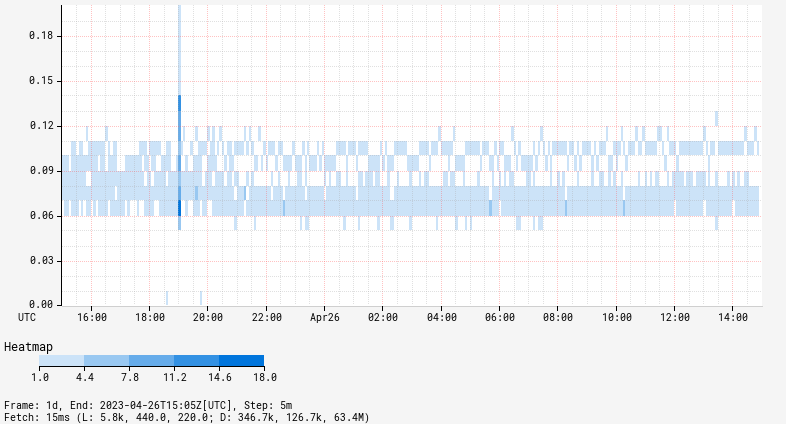 0.18
0.15
0.12
0.09
0.06
0.03
0.00
UTC 16:00 18:00 20:00 22:00 Apr26 02:00 04:00 06:00 08:00 10:00 12:00 14:00
Heatmap
1.0 4.4 7.8 11.2 14.6 18.0
Frame: 1d, End: 2023-04-26T15:05Z[UTC], Step: 5m
Fetch: 15ms (L: 5.8k, 440.0, 220.0; D: 346.7k, 126.7k, 63.4M)